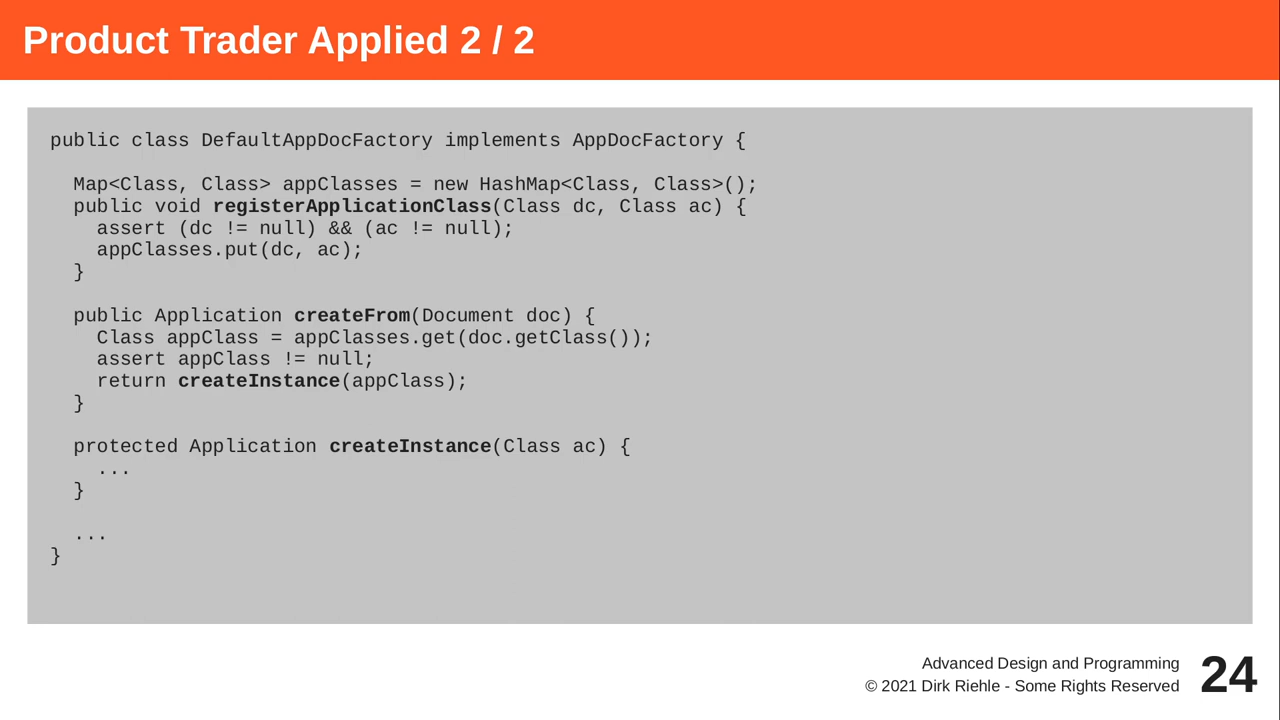 Product Trader Applied 2 / 2
public class DefaultAppDocFactory implements AppDocFactory {
Map<Class, Class> appClasses = new HashMap<Class, Class>();
public void registerApplicationClass(Class dc, Class ac) {
assert (dc != null) && (ac != null);
appClasses.put(dc, ac);
}
public Application createFrom(Document doc) {
Class appClass = appClasses.get(doc.getClass());
assert appClass != null;
return createInstance(appClass);
}
protected Application createInstance(Class ac) {
...
}
...
}
Advanced Design and Programming
© 2021 Dirk Riehle - Some Rights Reserved
24